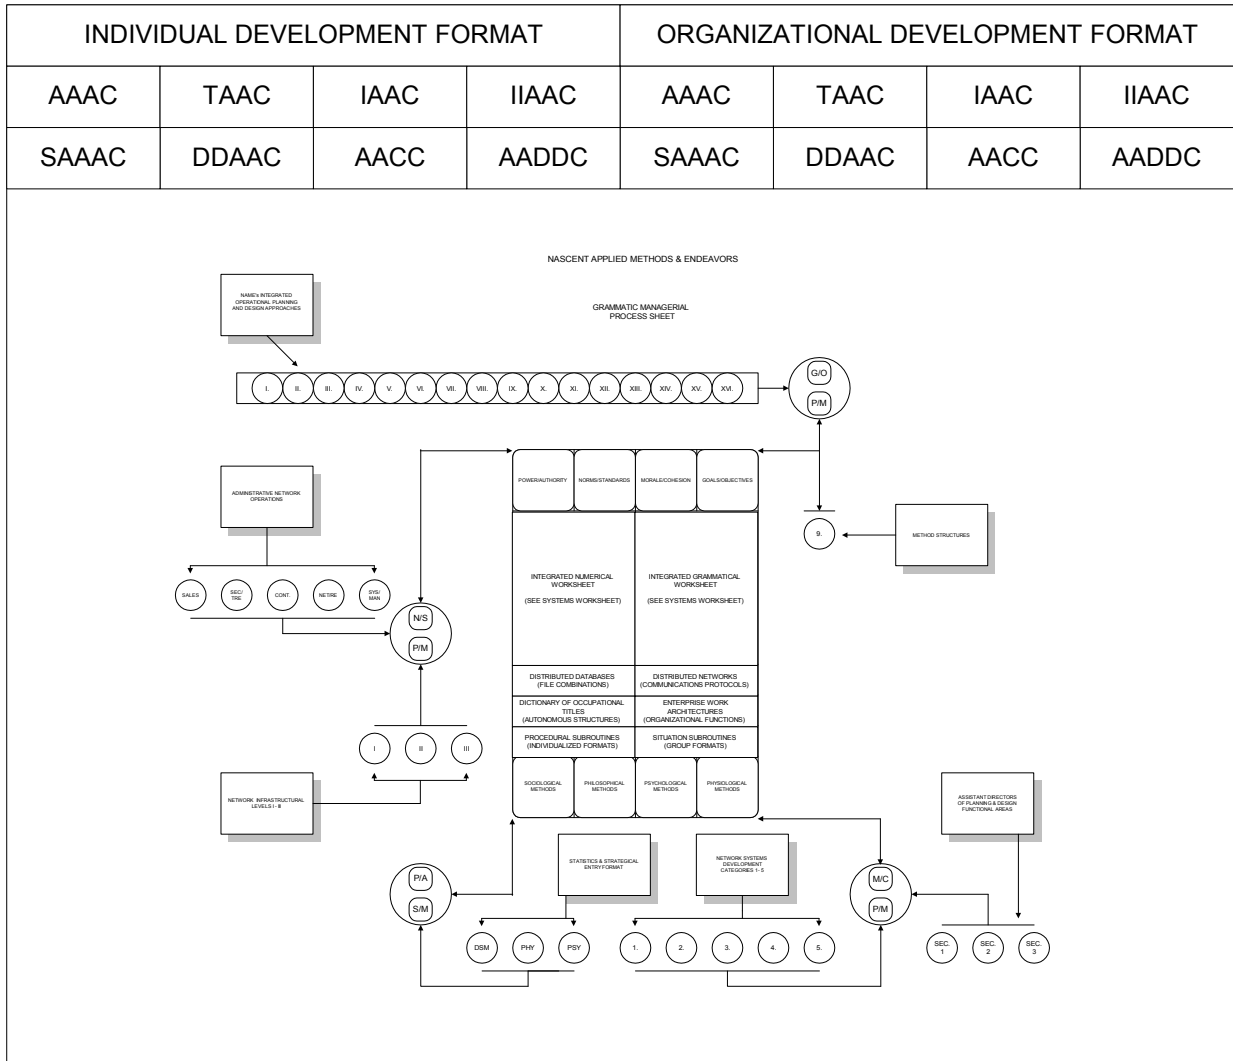 INDIVIDUAL DEVELOPMENT FORMAT
ORGANIZATIONAL DEVELOPMENT FORMAT
AAAC
TAAC
IAAC
IIAAC
AAAC
TAAC
IAAC
IIAAC
SAAAC
DDAAC
AACC
AADDC
SAAAC
DDAAC
AACC
AADDC
NASCENT APPLIED METHODS & ENDEAVORS
GRAMMATIC MANAGERIAL
PROCESS SHEET
NAME's INTEGRATED
OPERATIONAL PLANNING
AND DESIGN APPROACHES
I.
II.
III.
IV.
V.
VI.
VII.
VIII.
IX.
X.
XI.
XII.
XIII.
XIV.
XV.
XVI.
G/O
P/M
POWER/AUTHORITY
NORMS/STANDARDS
MORALE/COHESION
GOALS/OBJECTIVES
ADMINISTRATIVE NETWORK
OPERATIONS
9.
METHOD STRUCTURES
SALES
SEC/
TRE
CONT.
NET/RE
SYS/
MAN
N/S
P/M
INTEGRATED NUMERICAL
WORKSHEET
(SEE SYSTEMS WORKSHEET)
INTEGRATED GRAMMATICAL
WORKSHEET
(SEE SYSTEMS WORKSHEET)
DISTRIBUTED DATABASES
(FILE COMBINATIONS)
DISTRIBUTED NETWORKS
(COMMUNICATIONS PROTOCOLS)
DICTIONARY OF OCCUPATIONAL
TITLES
(AUTONOMOUS STRUCTURES)
ENTERPRISE WORK
ARCHITECTURES
(ORGANIZATIONAL FUNCTIONS)
PROCEDURAL SUBROUTINES
(INDIVIDUALIZED FORMATS)
SITUATION SUBROUTINES
(GROUP FORMATS)
I
II
III
NETWORK INFRASTRUCTURAL
LEVELS I - III
SOCIOLOGICAL
METHODS
PHILOSOPHICAL
METHODS
PSYCHOLOGICAL
METHODS
PHYSIOLOGICAL
METHODS
ASSISTANT DIRECTORS
OF PLANNING & DESIGN
FUNCTIONAL AREAS
STATISTICS & STRATEGICAL
ENTRY FORMAT
NETWORK SYSTEMS
DEVELOPMENT
CATEGORIES 1- 5
P/A
S/M
M/C
P/M
DSM
PHY
PSY
1.
2.
3.
4.
5.
SEC.
1
SEC.
2
SEC.
3